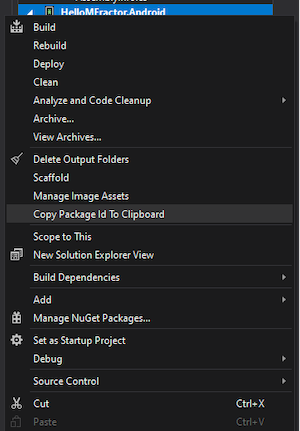 HelloMFractor.Android
Build
Rebuild
Deploy
Clean
Analyze and Code Cleanup
Archive...
View Archives...
Delete Output Folders
Scaffold
Manage Image Assets
Copy Package Id To Clipboard
Scope to This
New Solution Explorer View
Build Dependencies
Add
Manage NuGet Packages...
Set as Startup Project
Debug
Source Control
Cut Ctrl+X
Paste Ctrl+V